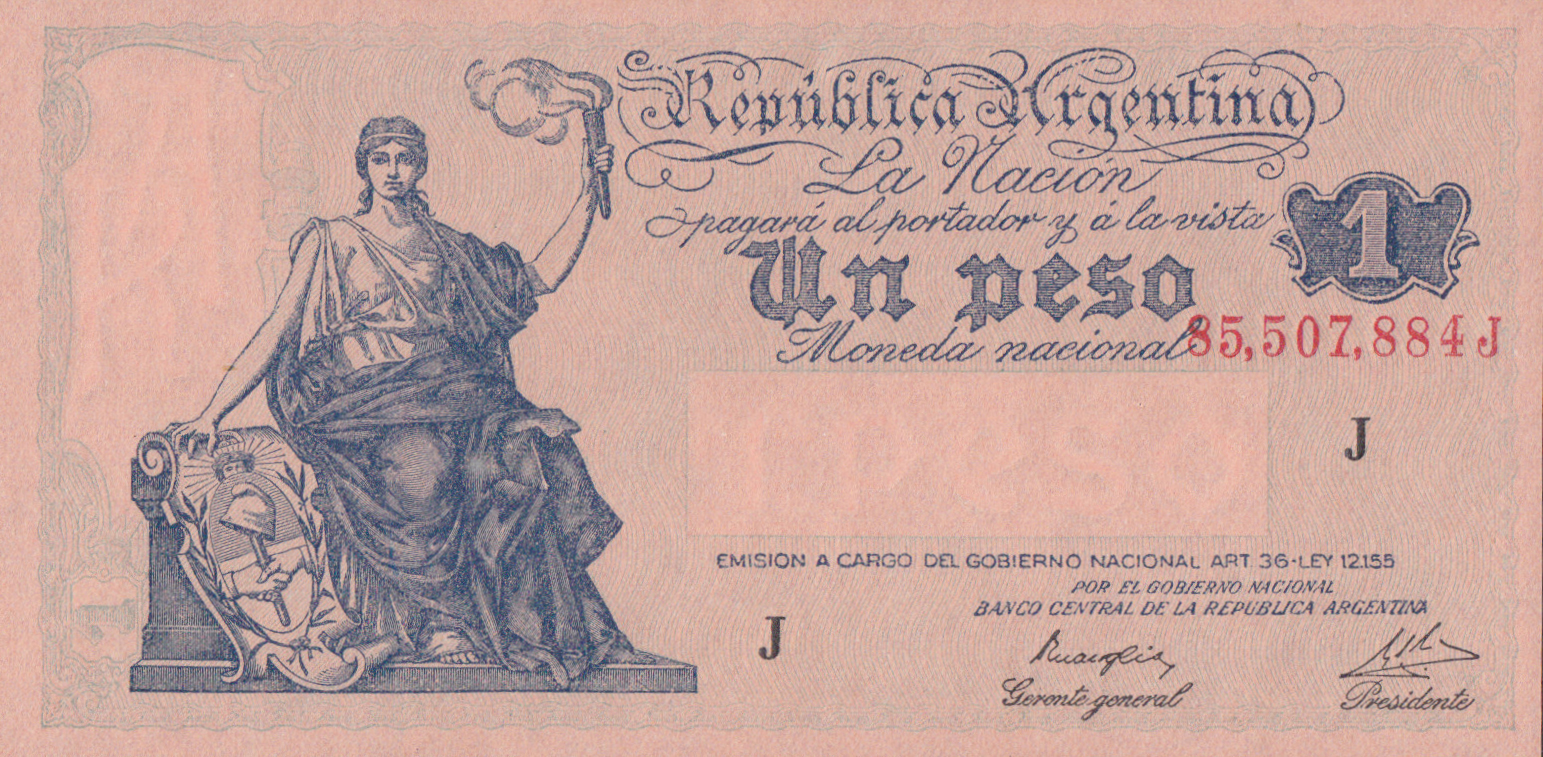 República Argentina
La Nación
pagará al portador y á la vista
1
Un peso
Moneda nacional
85,507,884 J
J
EMISION A CARGO DEL GOBIERNO NACIONAL ART. 36-LEY 12.155
POR EL GOBIERNO NACIONAL
BANCO CENTRAL DE LA REPUBLICA ARGENTINA
J
Gerente general
Presidente